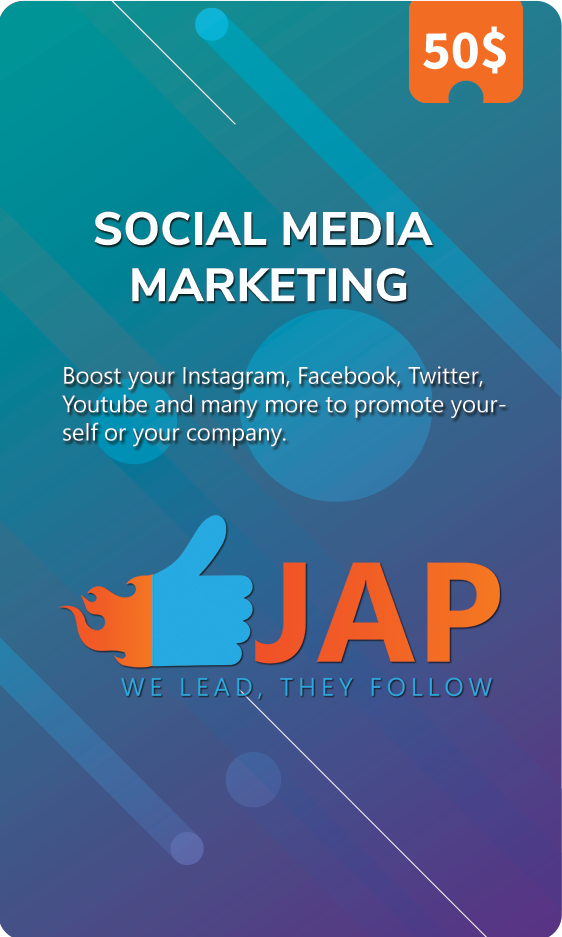 50$
SOCIAL MEDIA
MARKETING
Boost your Instagram, Facebook, Twitter,
Youtube and many more to promote your-
self or your company.
JAP
WE LEAD, THEY FOLLOW